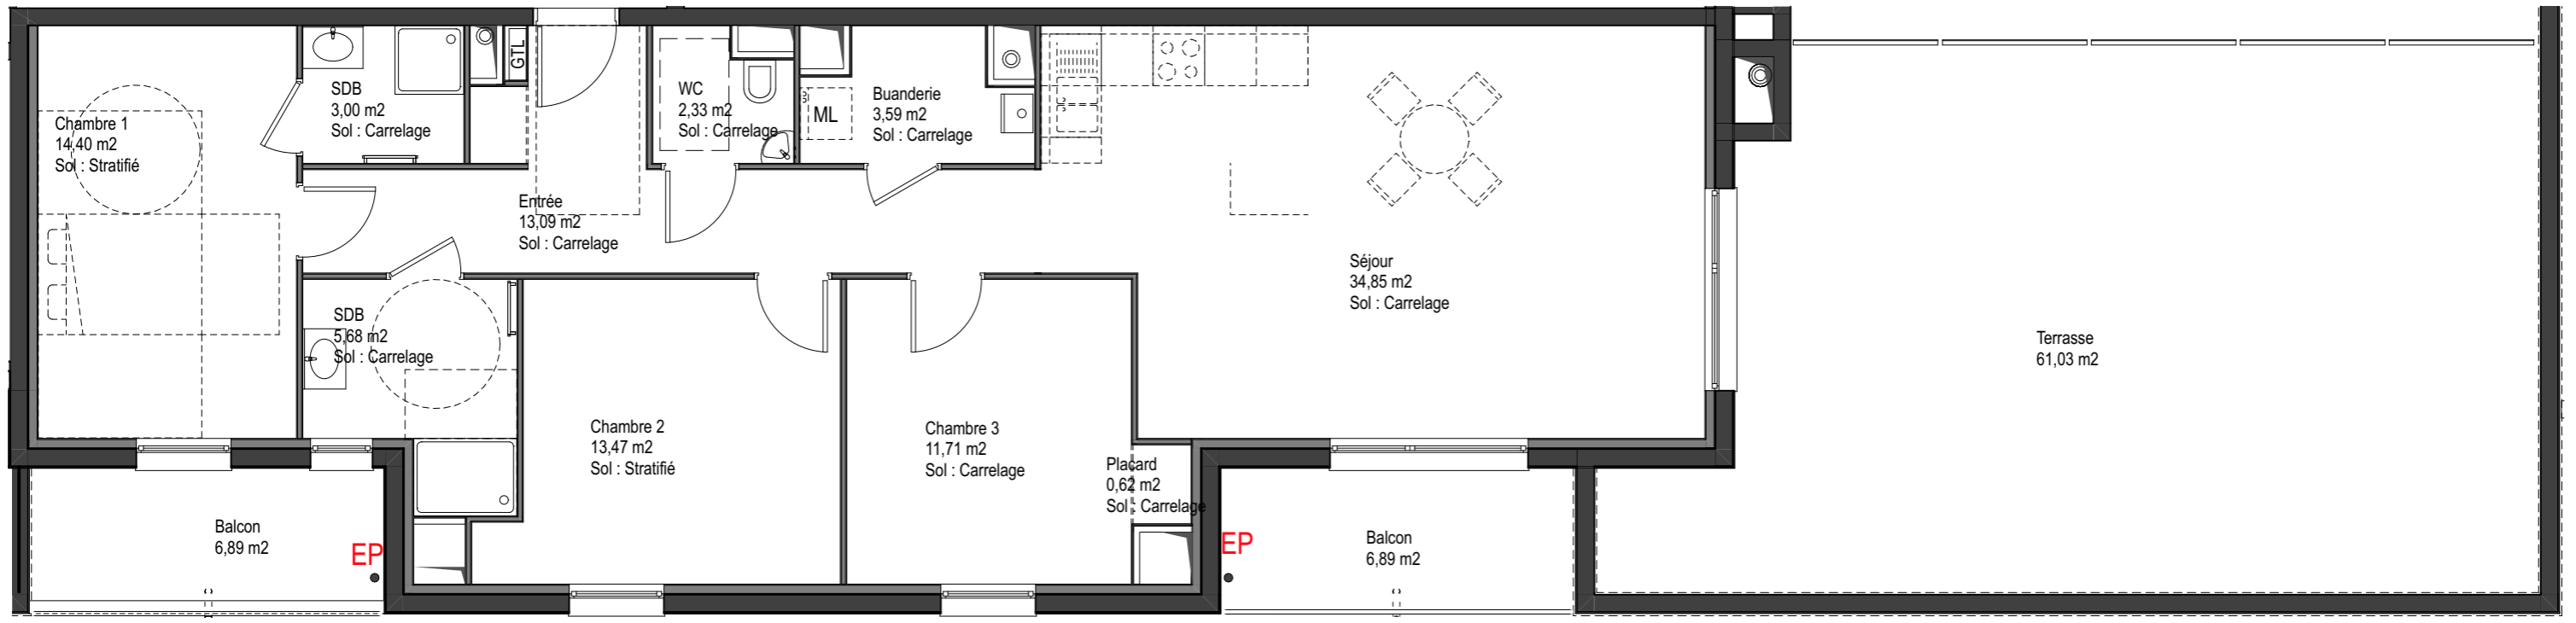 GTL
SDB
3,00 m2
Sol : Carrelage
WC
2,33 m2
Sol : Carrelage
ML
Buanderie
3,59 m2
Sol : Carrelage
Chambre 1
14,40 m2
Sol : Stratifié
Entrée
13,09 m2
Sol : Carrelage
Séjour
34,85 m2
Sol : Carrelage
SDB
5,68 m2
Sol : Carrelage
Terrasse
61,03 m2
Chambre 2
13,47 m2
Sol : Stratifié
Chambre 3
11,71 m2
Sol : Carrelage
Placard
0,62 m2
Sol : Carrelage
Balcon
6,89 m2
EP
EP
Balcon
6,89 m2